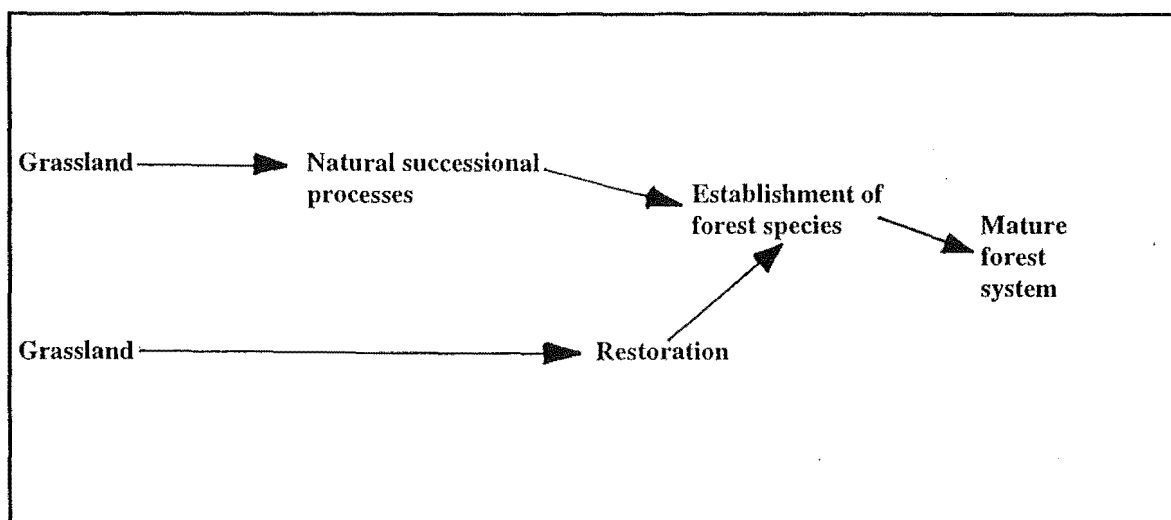 Grassland
Natural successional
processes
Establishment of
forest species
Mature
forest
system
Grassland
Restoration